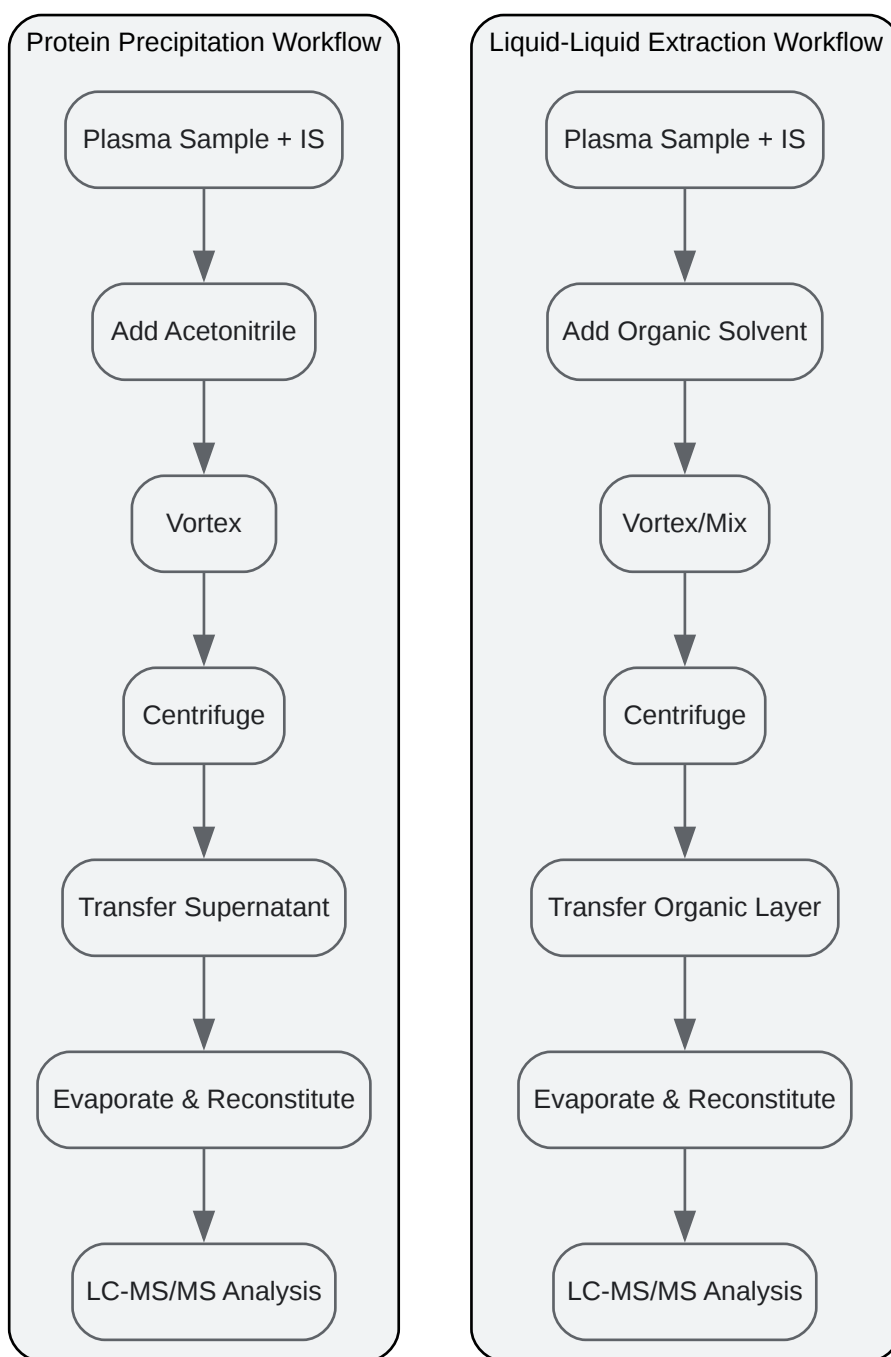 Protein Precipitation Workflow
Plasma Sample + IS
Add Acetonitrile
Vortex
Centrifuge
Transfer Supernatant
Evaporate & Reconstitute
LC-MS/MS Analysis
Liquid-Liquid Extraction Workflow
Plasma Sample + IS
Add Organic Solvent
Vortex/Mix
Centrifuge
Transfer Organic Layer
Evaporate & Reconstitute
LC-MS/MS Analysis